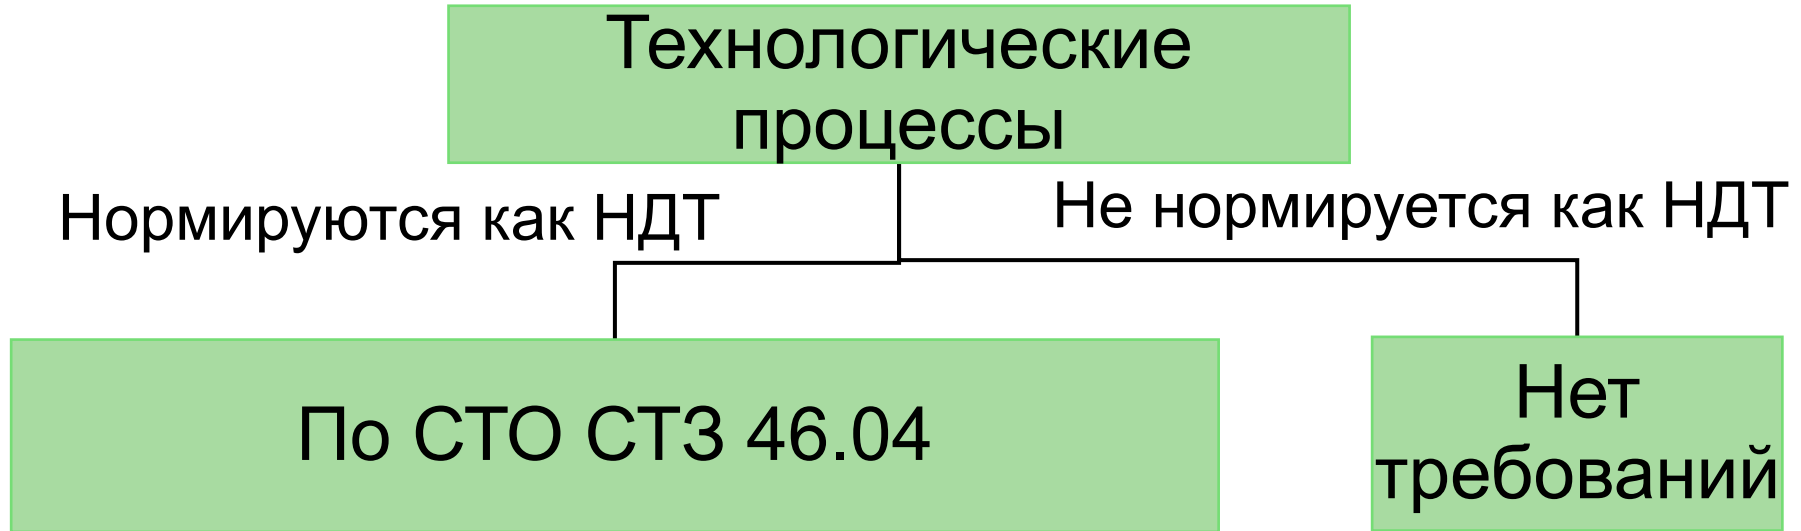 Технологические
процессы
Нормируются как НДТ
Не нормируется как НДТ
По СТО СТЗ 46.04
Нет
требований